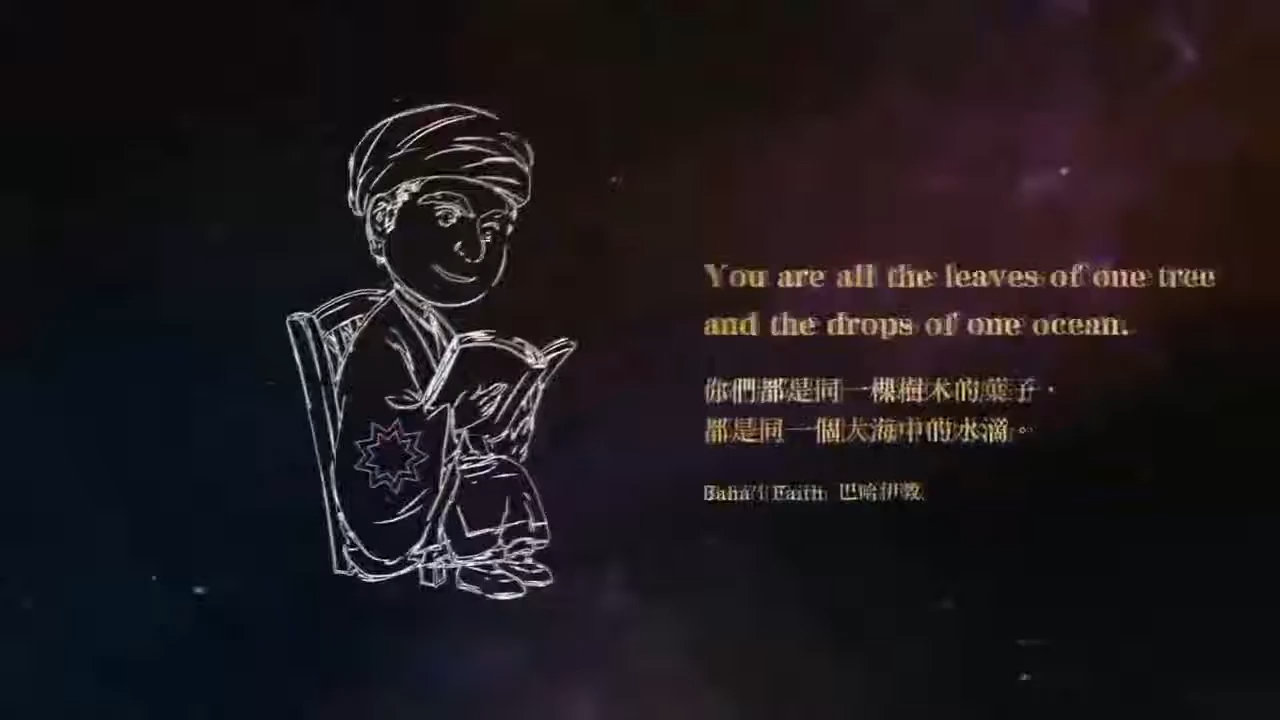 You are all the leaves of one tree
and the drops of one ocean.
你們都是同一棵樹木的葉子，
都是同一個大海中的水滴。
Bahá'í Faith 巴哈伊教